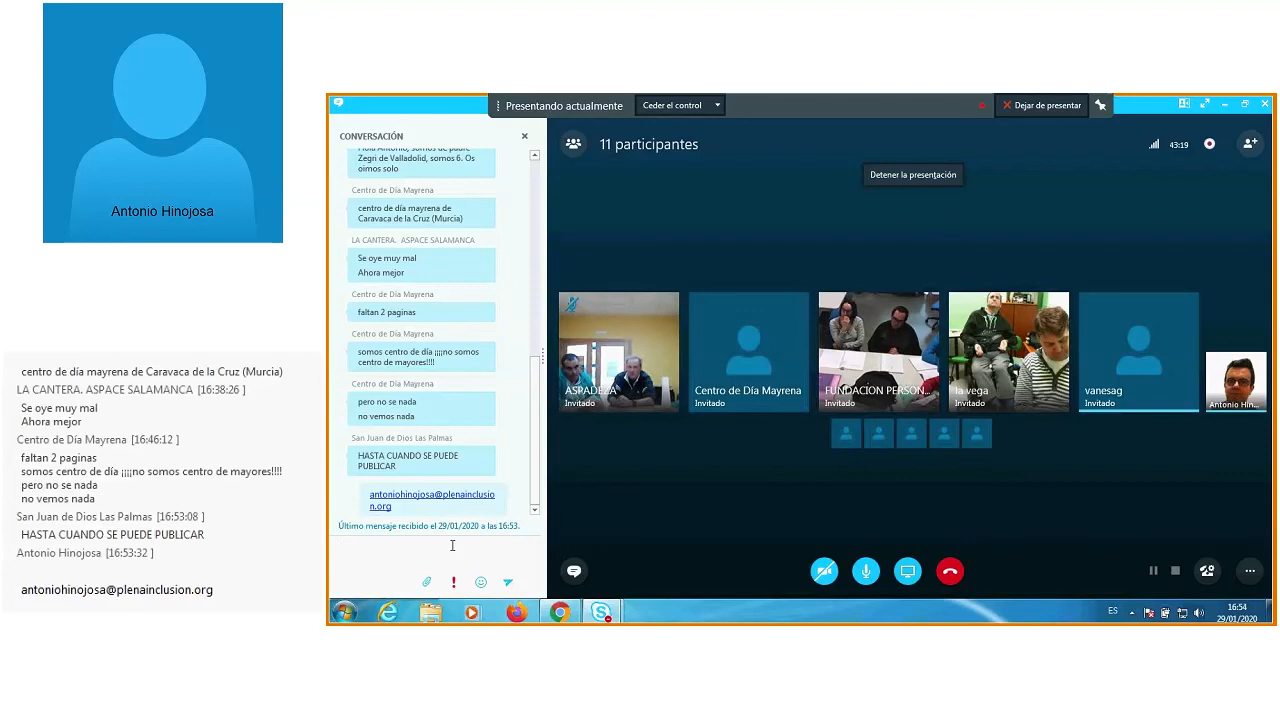 Antonio Hinojosa
centro de día mayrena de Caravaca de la Cruz (Murcia)
LA CANTERA. ASPACE SALAMANCA [16:38:26 ]
Se oye muy mal
Ahora mejor
Centro de Día Mayrena [16:46:12 ]
faltan 2 paginas
somos centro de día ¡¡¡¡no somos centro de mayores!!!!
pero no se nada
no vemos nada
San Juan de Dios Las Palmas [16:53:08 ]
HASTA CUANDO SE PUEDE PUBLICAR
Antonio Hinojosa [16:53:32 ]
antoniohinojosa@plenainclusion.org
Presentando actualmente
Ceder el control
Dejar de presentar
CONVERSACIÓN
Zegri de Valladolid, somos 6. Os
oimos solo
Centro de Día Mayrena
centro de día mayrena de
Caravaca de la Cruz (Murcia)
LA CANTERA. ASPACE SALAMANCA
Se oye muy mal
Ahora mejor
Centro de Día Mayrena
faltan 2 paginas
Centro de Día Mayrena
somos centro de día ¡¡¡¡no somos
centro de mayores!!!!
Centro de Día Mayrena
pero no se nada
no vemos nada
San Juan de Dios Las Palmas
HASTA CUANDO SE PUEDE
PUBLICAR
antoniohinojosa@plenainclusio
n.org
Último mensaje recibido el 29/01/2020 a las 16:53.
11 participantes
43:19
Detener la presentación
ASPADEZA
Invitado
Centro de Día Mayrena
Invitado
FUNDACION PERSON...
Invitado
la vega
Invitado
vanesag
Invitado
Antonio Hin...
ES
16:54
29/01/2020